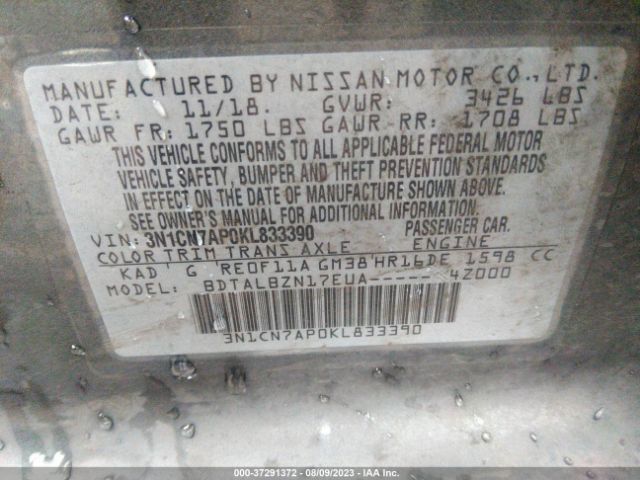 MANUFACTURED BY NISSAN MOTOR CO., LTD.
DATE: 11/18. GVWR: 3426 LBS
GAWR FR: 1750 LBS GAWR RR: 1708 LBS
THIS VEHICLE CONFORMS TO ALL APPLICABLE FEDERAL MOTOR
VEHICLE SAFETY, BUMPER AND THEFT PREVENTION STANDARDS
IN EFFECT ON THE DATE OF MANUFACTURE SHOWN ABOVE.
SEE OWNER'S MANUAL FOR ADDITIONAL INFORMATION.
VIN: 3N1CN7AP0KL833390 PASSENGER CAR.
COLOR TRIM TRANS AXLE ENGINE
KAD G RE0F11A GM38 HR16DE 1598 CC
MODEL: BDTALBZN17EUA----- 4Z000
3N1CN7AP0KL833390
000-37291372 - 08/09/2023 - IAA Inc.